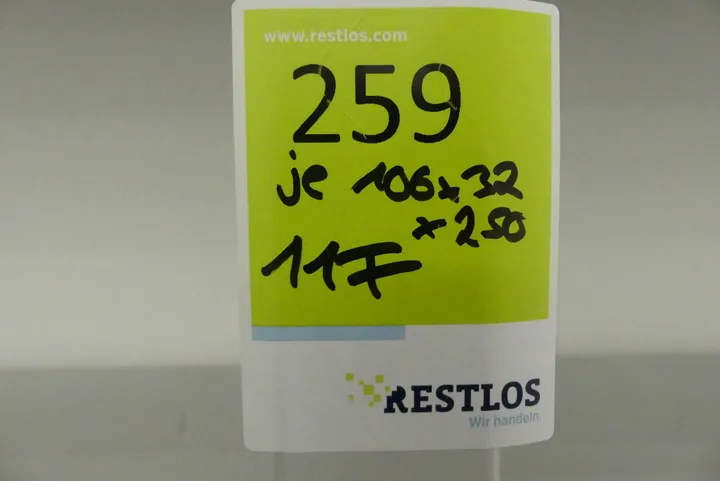 www.restlos.com
259
je 106x32
x250
11F
RESTLOS
Wir handeln.